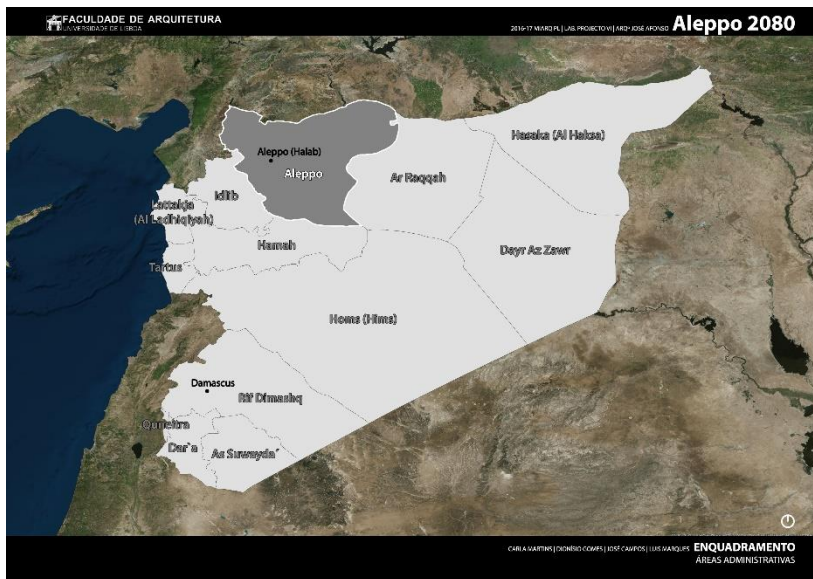 FACULDADE DE ARQUITETURA
UNIVERSIDADE DE LISBOA
2016-17 MIARQ PL | LAB. PROJECTO VI | ARQº JOSÉ AFONSO Aleppo 2080
Hasaka (Al Haksa)
Aleppo (Halab)
Aleppo
Ar Raqqah
Idlib
Lattakia
(Al Ladhiqiyah)
Hamah
Dayr Az Zawr
Tartus
Homs (Hims)
Damascus
Rif Dimashq
Quneitra
Dar`a
As Suwayda´
CARLA MARTINS | DIONÍSIO GOMES | JOSÉ CAMPOS | LUIS MARQUES ENQUADRAMENTO
ÁREAS ADMINISTRATIVAS